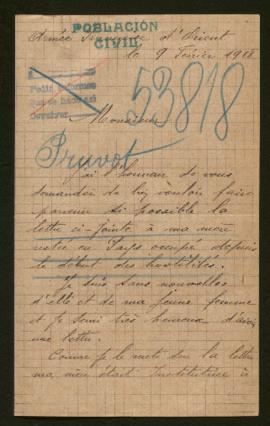 POBLACIÓN
CIVIL
Armée Française d'Orient
le 9 Février 1918
53818
Monsieur
Pruvot
J'ai l'honneur de vous
demander de bien vouloir faire
parvenir si possible la
lettre ci-jointe à ma mère
restée en Pays occupé depuis
le début des hostilités.
Je suis sans nouvelles
d'elle et de ma jeune femme
et je serai très heureux d'avoir
une lettre.
Comme je le mets sur la lettre
ma mère était Institutrice à